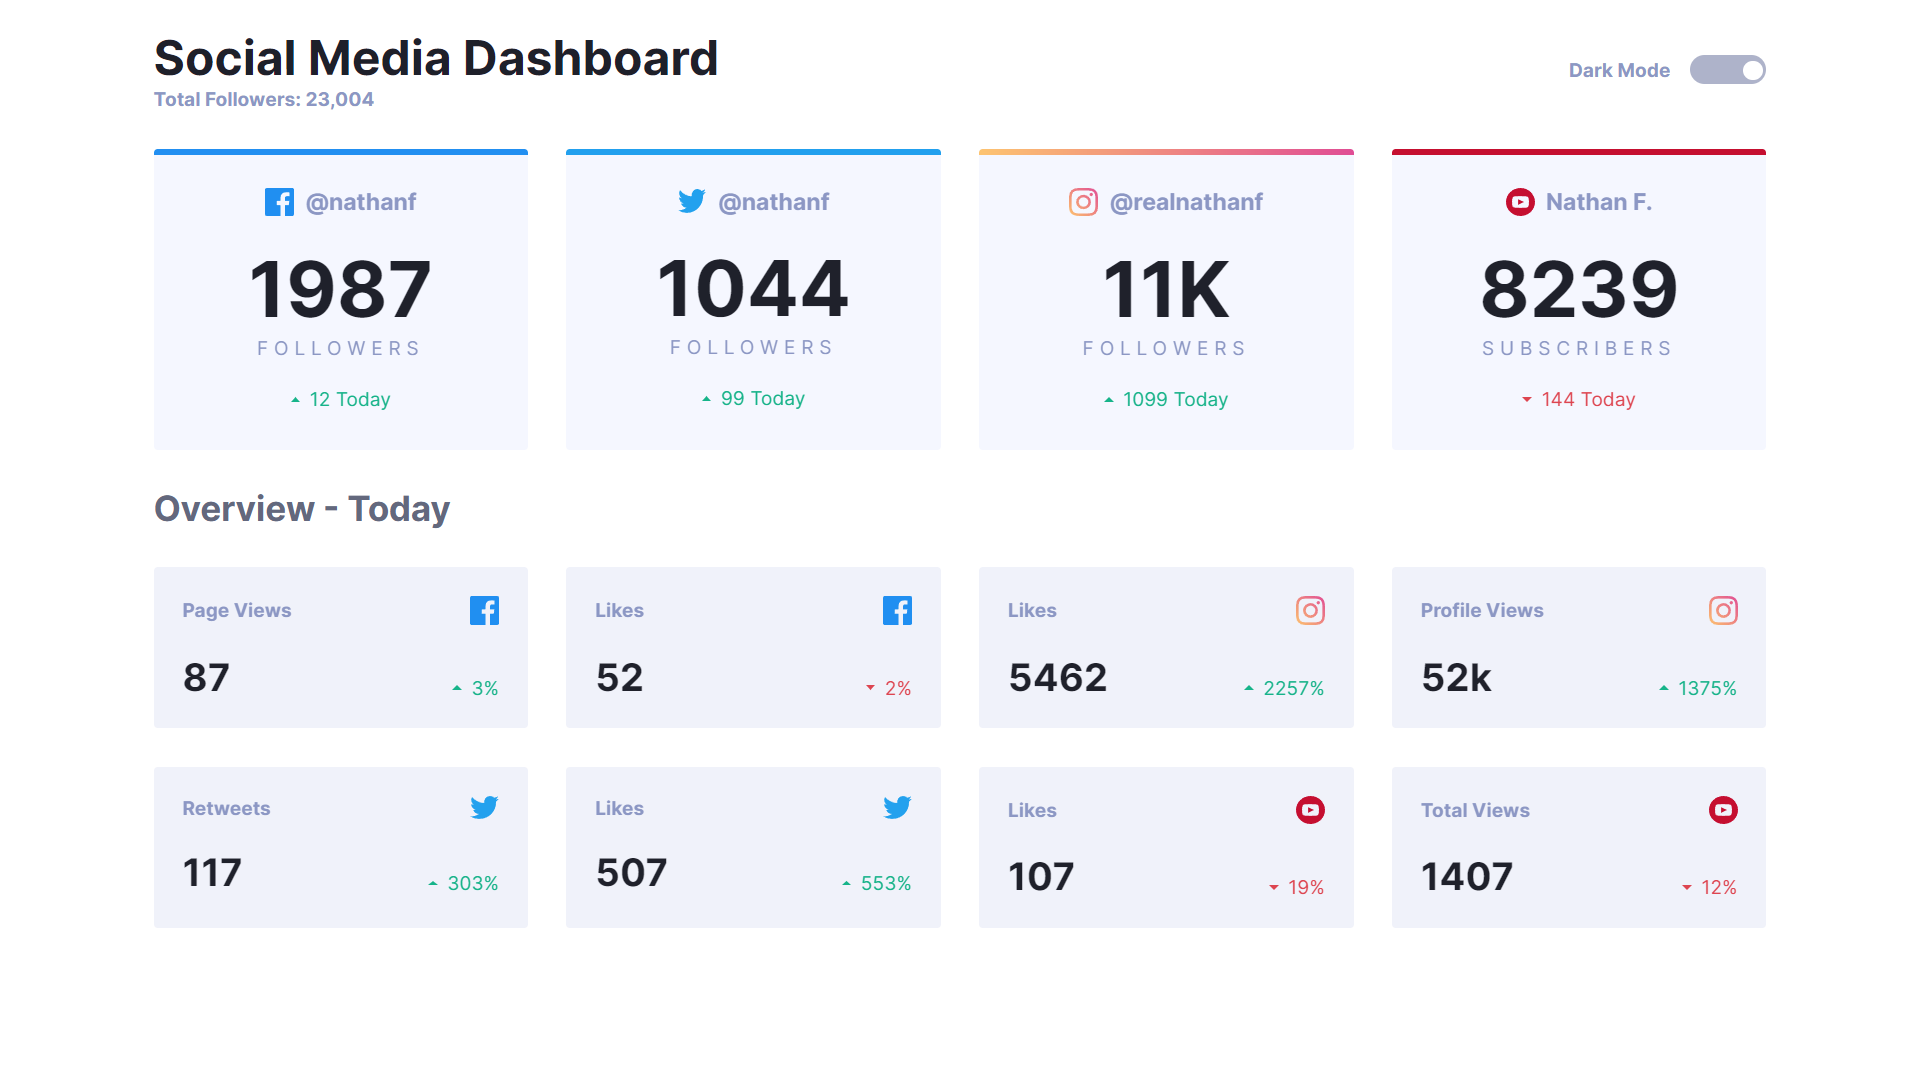 Social Media Dashboard
Total Followers: 23,004
Dark Mode
@nathanf
1987
FOLLOWERS
12 Today
@nathanf
1044
FOLLOWERS
99 Today
@realnathanf
11K
FOLLOWERS
1099 Today
Nathan F.
8239
SUBSCRIBERS
144 Today
Overview - Today
Page Views
87
3%
Likes
52
2%
Likes
5462
2257%
Profile Views
52k
1375%
Retweets
117
303%
Likes
507
553%
Likes
107
19%
Total Views
1407
12%